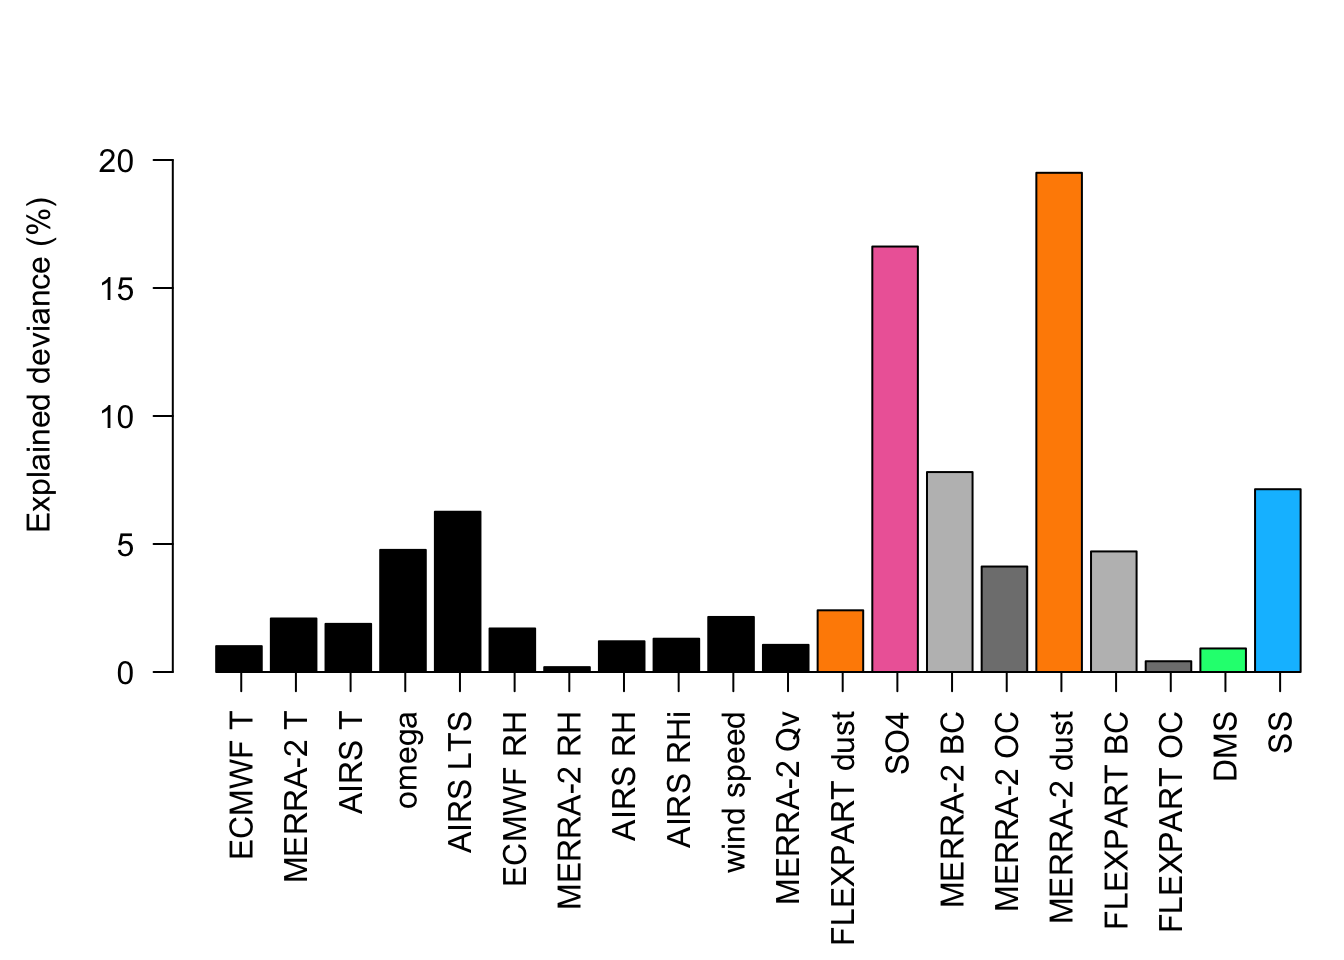 Explained deviance (%)
20
15
10
5
0
ECMWF T
MERRA-2 T
AIRS T
omega
AIRS LTS
ECMWF RH
MERRA-2 RH
AIRS RH
AIRS RHi
wind speed
MERRA-2 Qv
FLEXPART dust
SO4
MERRA-2 BC
MERRA-2 OC
MERRA-2 dust
FLEXPART BC
FLEXPART OC
DMS
SS